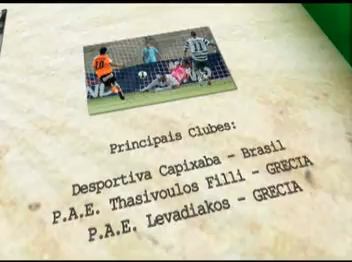 Principais Clubes:
Desportiva Capixaba - Brasil
P.A.E. Thasivoulos Filli - GRECIA
P.A.E. Levadiakos - GRECIA